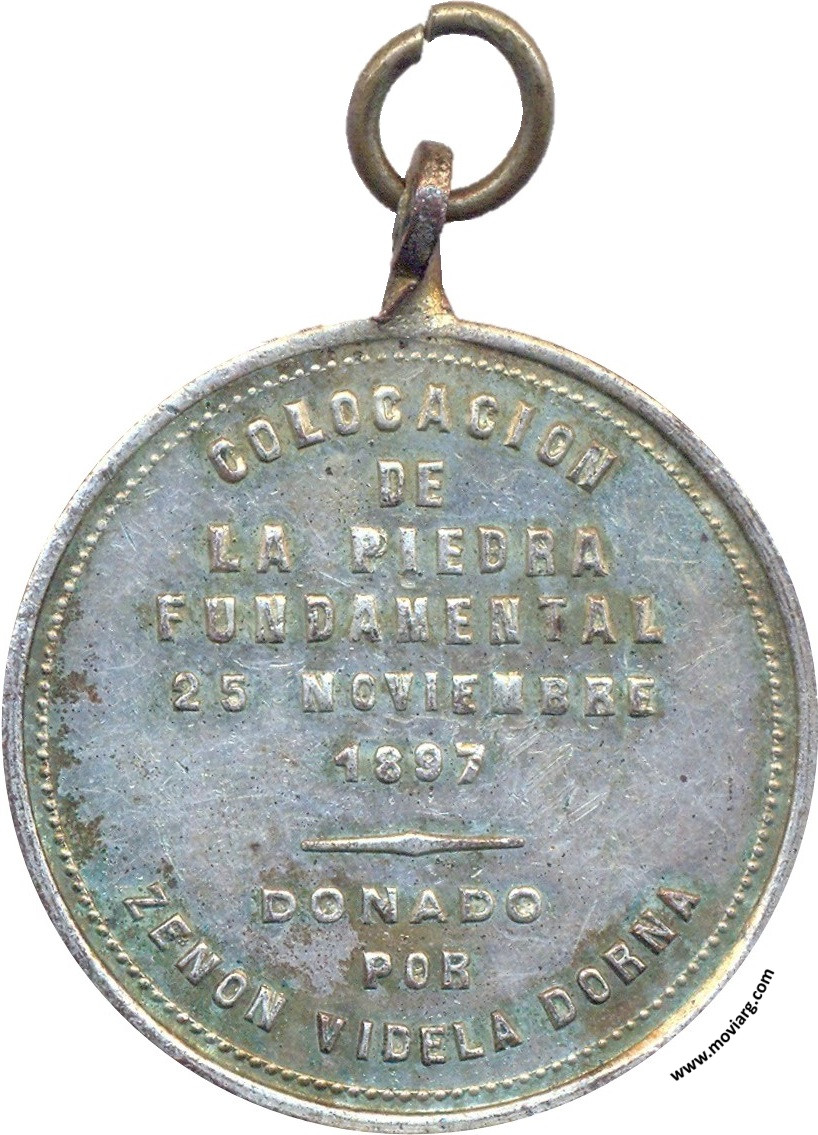 COLOCACION
DE
LA PIEDRA
FUNDAMENTAL
25 NOVIEMBRE
1897
DONADO
POR
ZENON VIDELA DORNA
www.moviarg.com